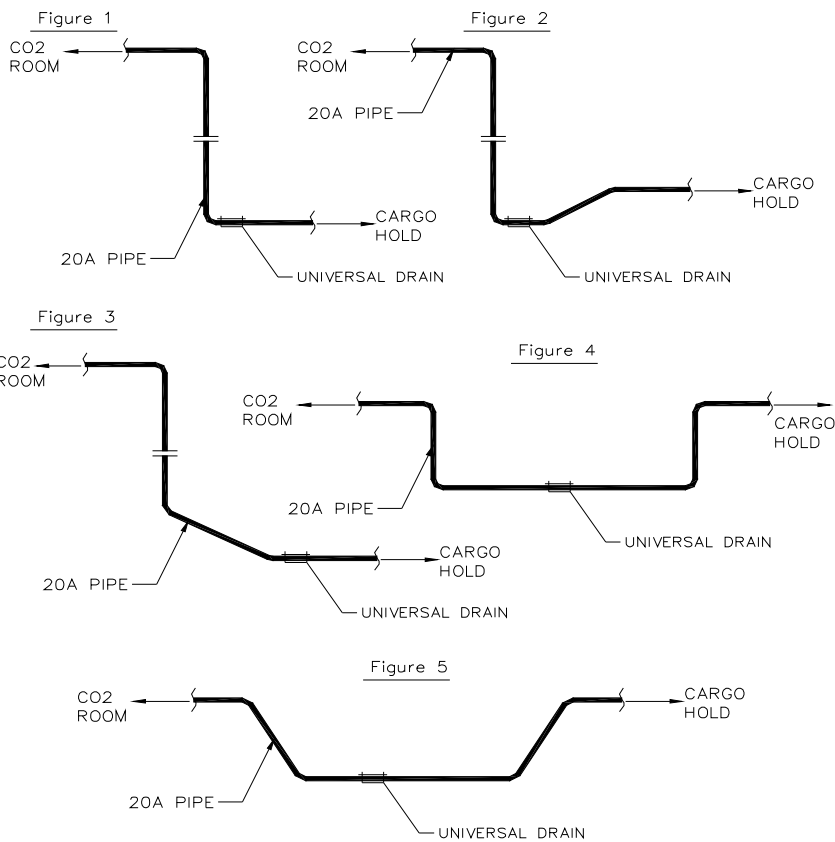 Figure 1
CO2
ROOM
20A PIPE
CARGO
HOLD
UNIVERSAL DRAIN
Figure 2
CO2
ROOM
20A PIPE
CARGO
HOLD
UNIVERSAL DRAIN
Figure 3
CO2
ROOM
20A PIPE
CARGO
HOLD
UNIVERSAL DRAIN
Figure 4
CO2
ROOM
20A PIPE
CARGO
HOLD
UNIVERSAL DRAIN
Figure 5
CO2
ROOM
20A PIPE
CARGO
HOLD
UNIVERSAL DRAIN